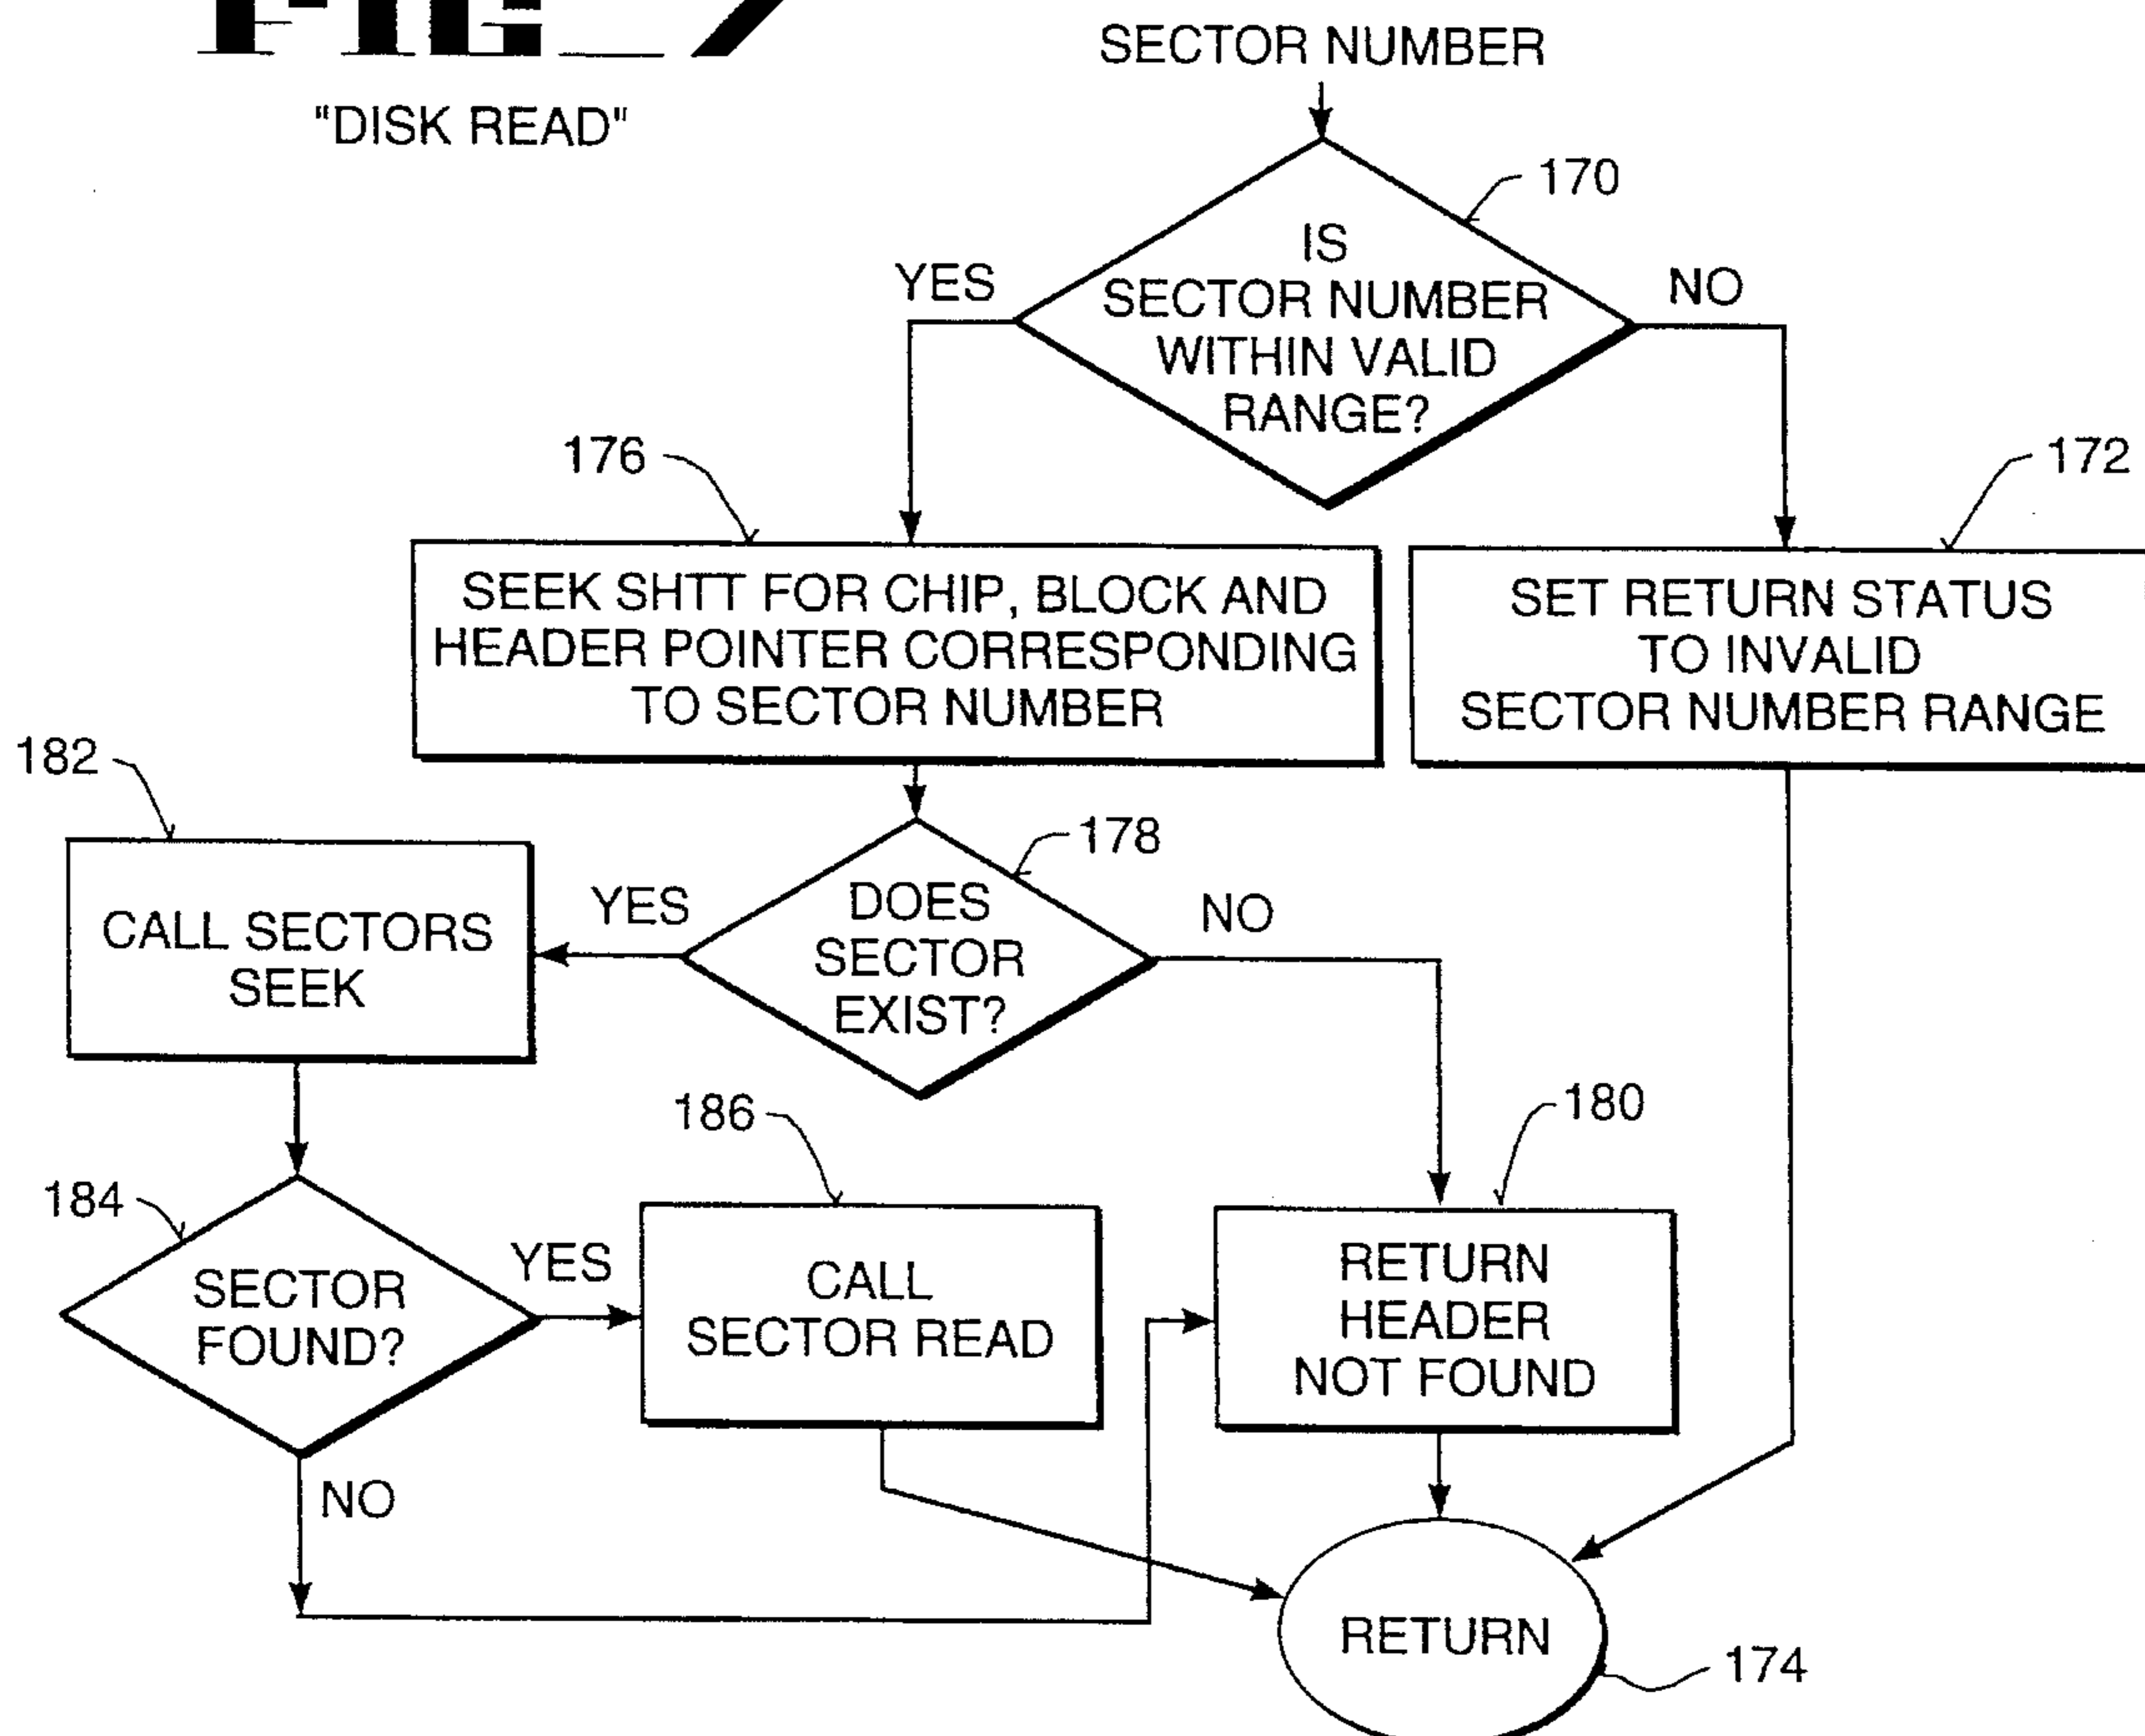 FIG_7
"DISK READ"
SECTOR NUMBER
170
IS
SECTOR NUMBER
WITHIN VALID
RANGE?
YES
NO
176
172
SEEK SHTT FOR CHIP, BLOCK AND
HEADER POINTER CORRESPONDING
TO SECTOR NUMBER
SET RETURN STATUS
TO INVALID
SECTOR NUMBER RANGE
182
178
CALL SECTORS
SEEK
YES
DOES
SECTOR
EXIST?
NO
186
180
184
SECTOR
FOUND?
YES
CALL
SECTOR READ
RETURN
HEADER
NOT FOUND
NO
RETURN
174